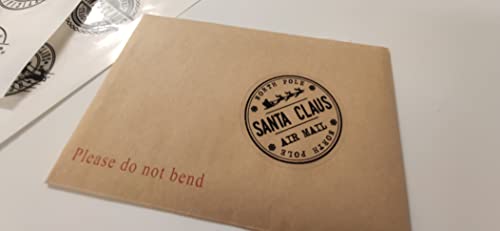 NORTH POLE
SANTA CLAUS
AIR MAIL
NORTH POLE
Please do not bend